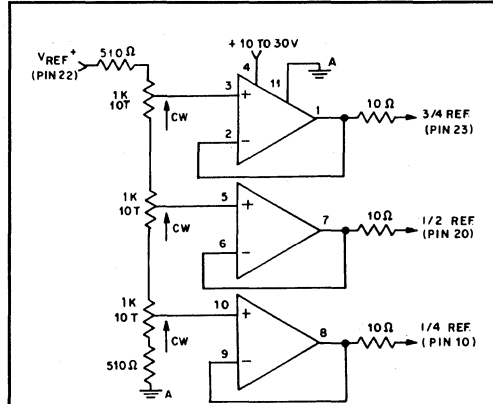 V REF +
(PIN 22)
510Ω
+ 10 TO 30V
4
11
A
3
+
1K
10T
CW
1
10Ω
3/4 REF.
(PIN 23)
2
−
1K
10T
CW
5
+
7
10Ω
1/2 REF.
(PIN 20)
6
−
1K
10T
CW
10
+
8
10Ω
1/4 REF.
(PIN 10)
510Ω
9
−
A